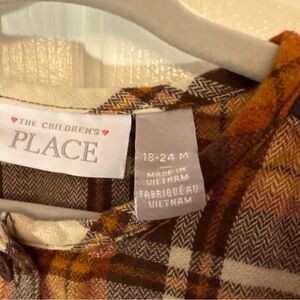 THE CHILDREN'S
PLACE
18-24 M
MADE IN
VIETNAM
FABRIQUÉ AU
VIETNAM